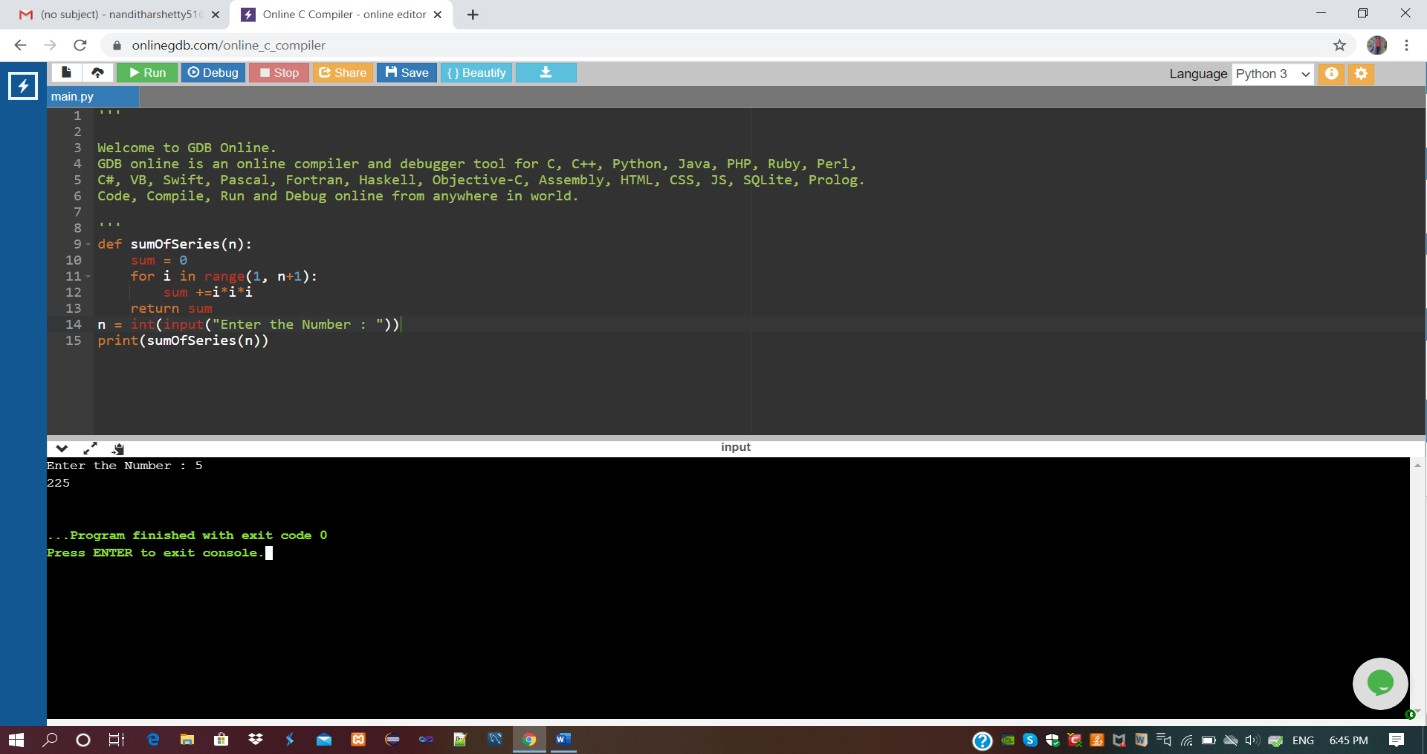 (no subject) - nanditharshetty516
Online C Compiler - online editor
onlinegdb.com/online_c_compiler
Run Debug Stop Share Save { } Beautify
Language Python 3
main.py
1 '''
2
3 Welcome to GDB Online.
4 GDB online is an online compiler and debugger tool for C, C++, Python, Java, PHP, Ruby, Perl,
5 C#, VB, Swift, Pascal, Fortran, Haskell, Objective-C, Assembly, HTML, CSS, JS, SQLite, Prolog.
6 Code, Compile, Run and Debug online from anywhere in world.
7
8 '''
9 def sumOfSeries(n):
10 sum = 0
11 for i in range(1, n+1):
12 sum +=i*i*i
13 return sum
14 n = int(input("Enter the Number : "))
15 print(sumOfSeries(n))
input
Enter the Number : 5
225
...Program finished with exit code 0
Press ENTER to exit console.
ENG 6:45 PM